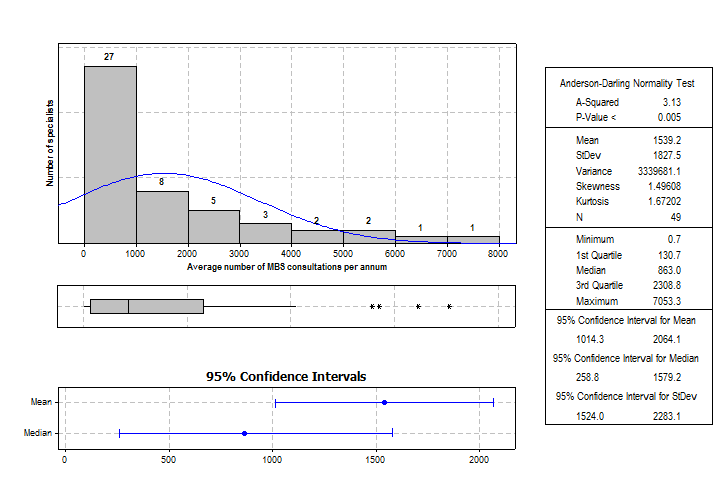 27
8
5
3
2
2
1
1
Number of specialists
0 1000 2000 3000 4000 5000 6000 7000 8000
Average number of MBS consultations per annum
95% Confidence Intervals
Mean
Median
0 500 1000 1500 2000
Anderson-Darling Normality Test
A-Squared 3.13
P-Value < 0.005
Mean 1539.2
StDev 1827.5
Variance 3339681.1
Skewness 1.49608
Kurtosis 1.67202
N 49
Minimum 0.7
1st Quartile 130.7
Median 863.0
3rd Quartile 2308.8
Maximum 7053.3
95% Confidence Interval for Mean
1014.3 2064.1
95% Confidence Interval for Median
258.8 1579.2
95% Confidence Interval for StDev
1524.0 2283.1